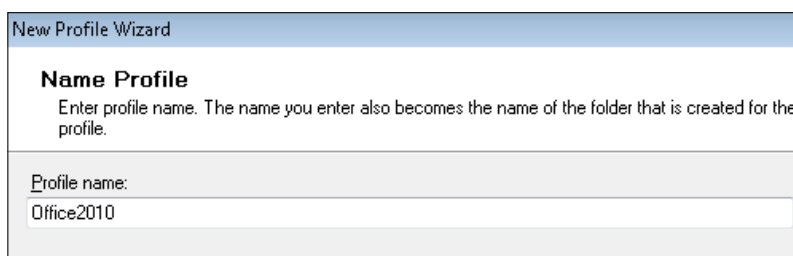 New Profile Wizard
Name Profile
Enter profile name. The name you enter also becomes the name of the folder that is created for the
profile.
Profile name:
Office2010